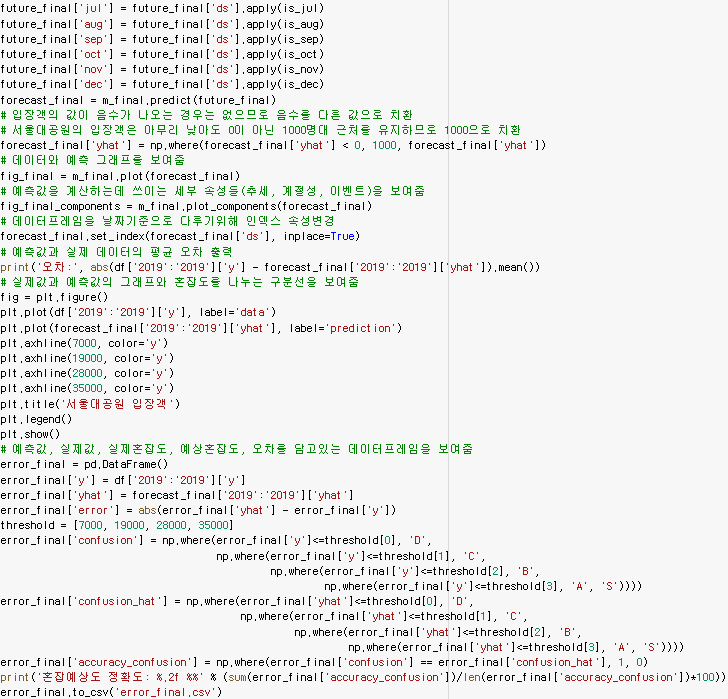 future_final['jul'] = future_final['ds'].apply(is_jul)
future_final['aug'] = future_final['ds'].apply(is_aug)
future_final['sep'] = future_final['ds'].apply(is_sep)
future_final['oct'] = future_final['ds'].apply(is_oct)
future_final['nov'] = future_final['ds'].apply(is_nov)
future_final['dec'] = future_final['ds'].apply(is_dec)
forecast_final = m_final.predict(future_final)
# 입장객의 값이 음수가 나오는 경우는 없으므로 음수를 다른 값으로 치환
# 서울대공원의 입장객은 아무리 낮아도 0이 아닌 1000명대 근처를 유지하므로 1000으로 치환
forecast_final['yhat'] = np.where(forecast_final['yhat'] < 0, 1000, forecast_final['yhat'])
# 데이터와 예측 그래프를 보여줌
fig_final = m_final.plot(forecast_final)
# 예측값을 계산하는데 쓰이는 세부 속성들(추세, 계절성, 이벤트)을 보여줌
fig_final_components = m_final.plot_components(forecast_final)
# 데이터프레임을 날짜기준으로 다루기위해 인덱스 속성변경
forecast_final.set_index(forecast_final['ds'], inplace=True)
# 예측값과 실제 데이터의 평균 오차 출력
print('오차:', abs(df['2019':'2019']['y'] - forecast_final['2019':'2019']['yhat']).mean())
# 실제값과 예측값의 그래프와 혼잡도를 나누는 구분선을 보여줌
fig = plt.figure()
plt.plot(df['2019':'2019']['y'], label='data')
plt.plot(forecast_final['2019':'2019']['yhat'], label='prediction')
plt.axhline(7000, color='y')
plt.axhline(19000, color='y')
plt.axhline(28000, color='y')
plt.axhline(35000, color='y')
plt.title('서울대공원 입장객')
plt.legend()
plt.show()
# 예측값, 실제값, 실제혼잡도, 예상혼잡도, 오차를 담고있는 데이터프레임을 보여줌
error_final = pd.DataFrame()
error_final['y'] = df['2019':'2019']['y']
error_final['yhat'] = forecast_final['2019':'2019']['yhat']
error_final['error'] = abs(error_final['yhat'] - error_final['y'])
threshold = [7000, 19000, 28000, 35000]
error_final['confusion'] = np.where(error_final['y']<=threshold[0], 'D',
np.where(error_final['y']<=threshold[1], 'C',
np.where(error_final['y']<=threshold[2], 'B',
np.where(error_final['y']<=threshold[3], 'A', 'S'))))
error_final['confusion_hat'] = np.where(error_final['yhat']<=threshold[0], 'D',
np.where(error_final['yhat']<=threshold[1], 'C',
np.where(error_final['yhat']<=threshold[2], 'B',
np.where(error_final['yhat']<=threshold[3], 'A', 'S'))))
error_final['accuracy_confusion'] = np.where(error_final['confusion'] == error_final['confusion_hat'], 1, 0)
print('혼잡예상도 정확도: %.2f %%' % (sum(error_final['accuracy_confusion'])/len(error_final['accuracy_confusion'])*100))
error_final.to_csv('error_final.csv')